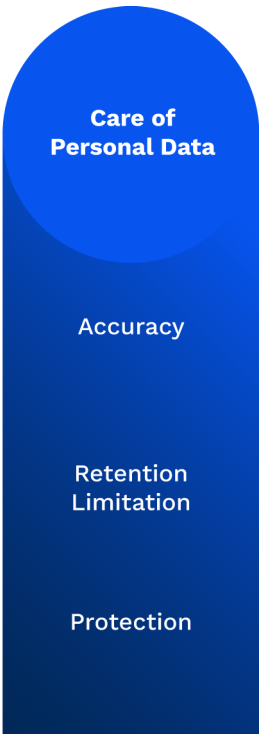 Care of
Personal Data
Accuracy
Retention
Limitation
Protection